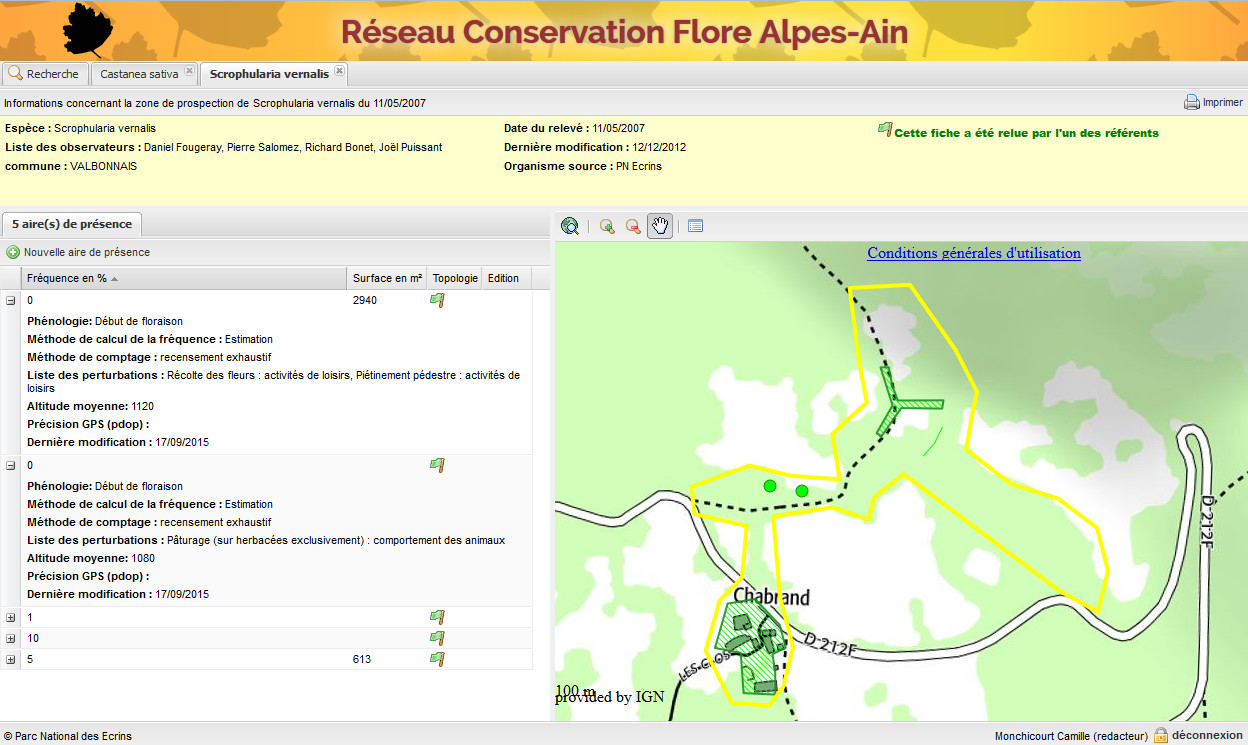 Réseau Conservation Flore Alpes-Ain
Recherche
Castanea sativa
Scrophularia vernalis
Informations concernant la zone de prospection de Scrophularia vernalis du 11/05/2007
Imprimer
Espèce : Scrophularia vernalis
Liste des observateurs : Daniel Fougeray, Pierre Salomez, Richard Bonet, Joël Puissant
commune : VALBONNAIS
Date du relevé : 11/05/2007
Dernière modification : 12/12/2012
Organisme source : PN Ecrins
Cette fiche a été relue par l'un des référents
5 aire(s) de présence
Nouvelle aire de présence
Fréquence en % Surface en m² Topologie Edition
0 2940
Phénologie: Début de floraison
Méthode de calcul de la fréquence : Estimation
Méthode de comptage : recensement exhaustif
Liste des perturbations : Récolte des fleurs : activités de loisirs, Piétinement pédestre : activités de
loisirs
Altitude moyenne: 1120
Précision GPS (pdop) :
Dernière modification : 17/09/2015
0
Phénologie: Début de floraison
Méthode de calcul de la fréquence : Estimation
Méthode de comptage : recensement exhaustif
Liste des perturbations : Pâturage (sur herbacées exclusivement) : comportement des animaux
Altitude moyenne: 1080
Précision GPS (pdop) :
Dernière modification : 17/09/2015
1
10
5 613
Conditions générales d'utilisation
D 212F
Chabrand
D 212F
LES-CLOS
100 m
provided by IGN
© Parc National des Ecrins
Monchicourt Camille (redacteur)
déconnexion